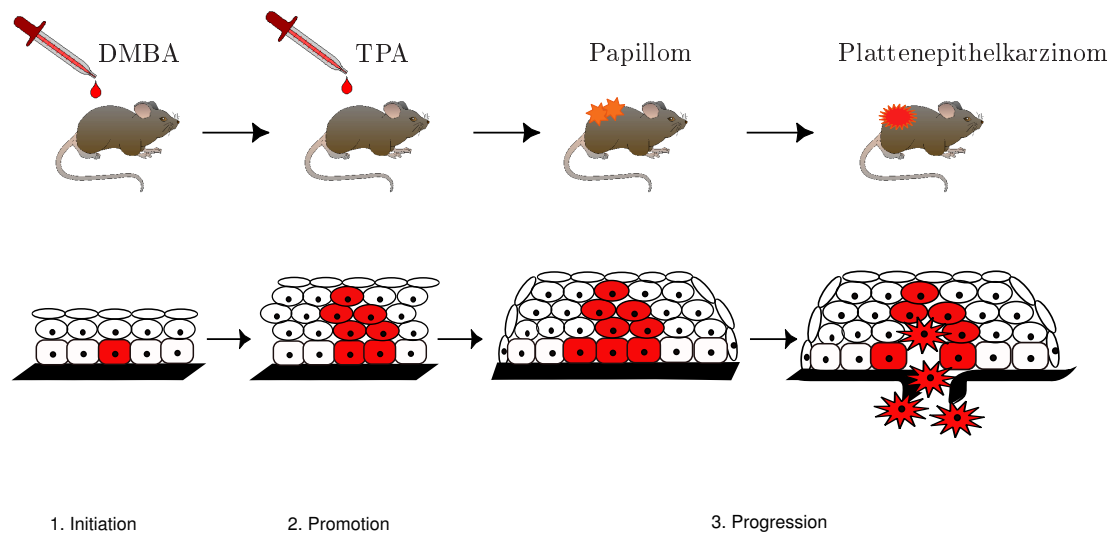 DMBA
TPA
Papillom
Plattenepithelkarzinom
1. Initiation
2. Promotion
3. Progression